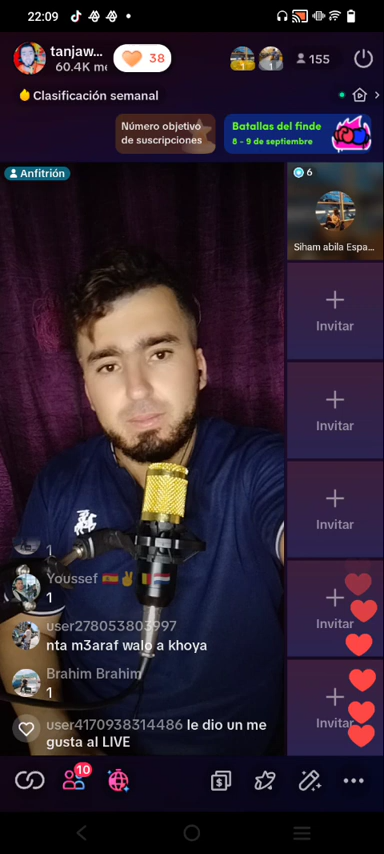 22:09
tanjaw...
60.4K me
38
155
Clasificación semanal
Número objetivo
de suscripciones
Batallas del finde
8 - 9 de septiembre
Anfitrión
6
Siham abila Espa...
Invitar
Invitar
Invitar
Invitar
Invitar
1
Youssef 🇪🇸✌️🇧🇪🇳🇱
1
user278053803997
nta m3araf walo a khoya
Brahim Brahim
1
user4170938314486 le dio un me
gusta al LIVE
10